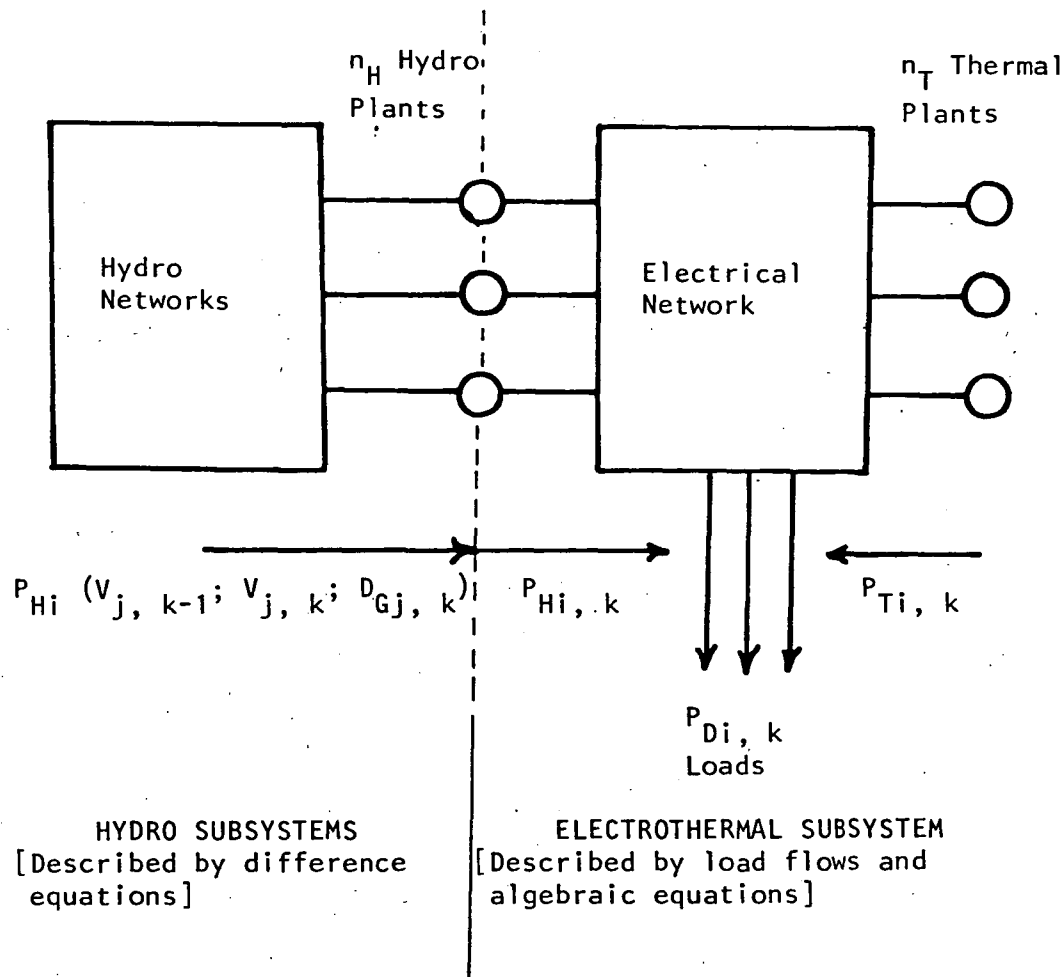 n_H Hydro
Plants
n_T Thermal
Plants
Hydro
Networks
Electrical
Network
P_Hi (V_j, k-1; V_j, k; D_Gj, k)
P_Hi, k
P_Ti, k
P_Di, k
Loads
HYDRO SUBSYSTEMS
[Described by difference
equations]
ELECTROTHERMAL SUBSYSTEM
[Described by load flows and
algebraic equations]